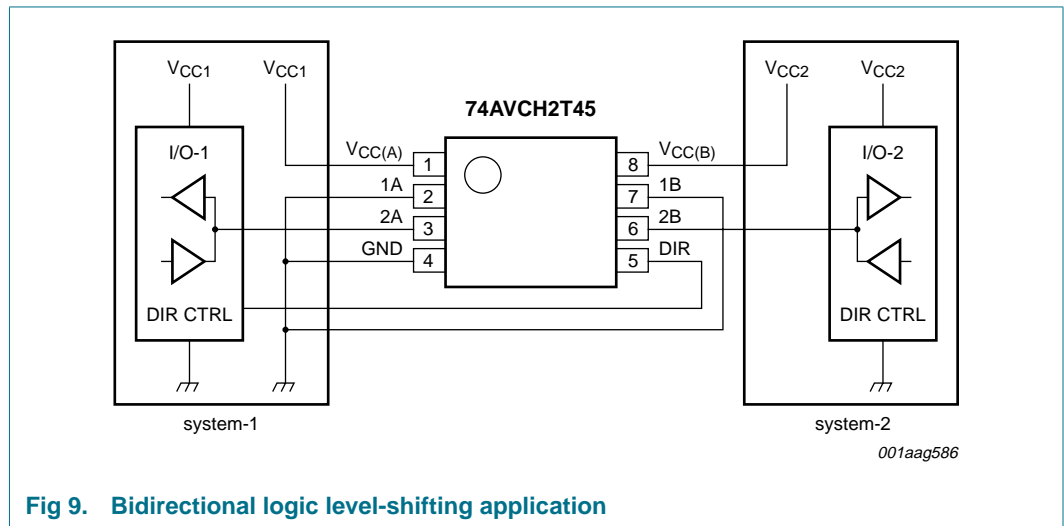 VCC1 VCC1
VCC2 VCC2
74AVCH2T45
I/O-1
I/O-2
VCC(A) 1
8 VCC(B)
1A 2
7 1B
2A 3
6 2B
GND 4
5 DIR
DIR CTRL
DIR CTRL
system-1
system-2
001aag586
Fig 9. Bidirectional logic level-shifting application